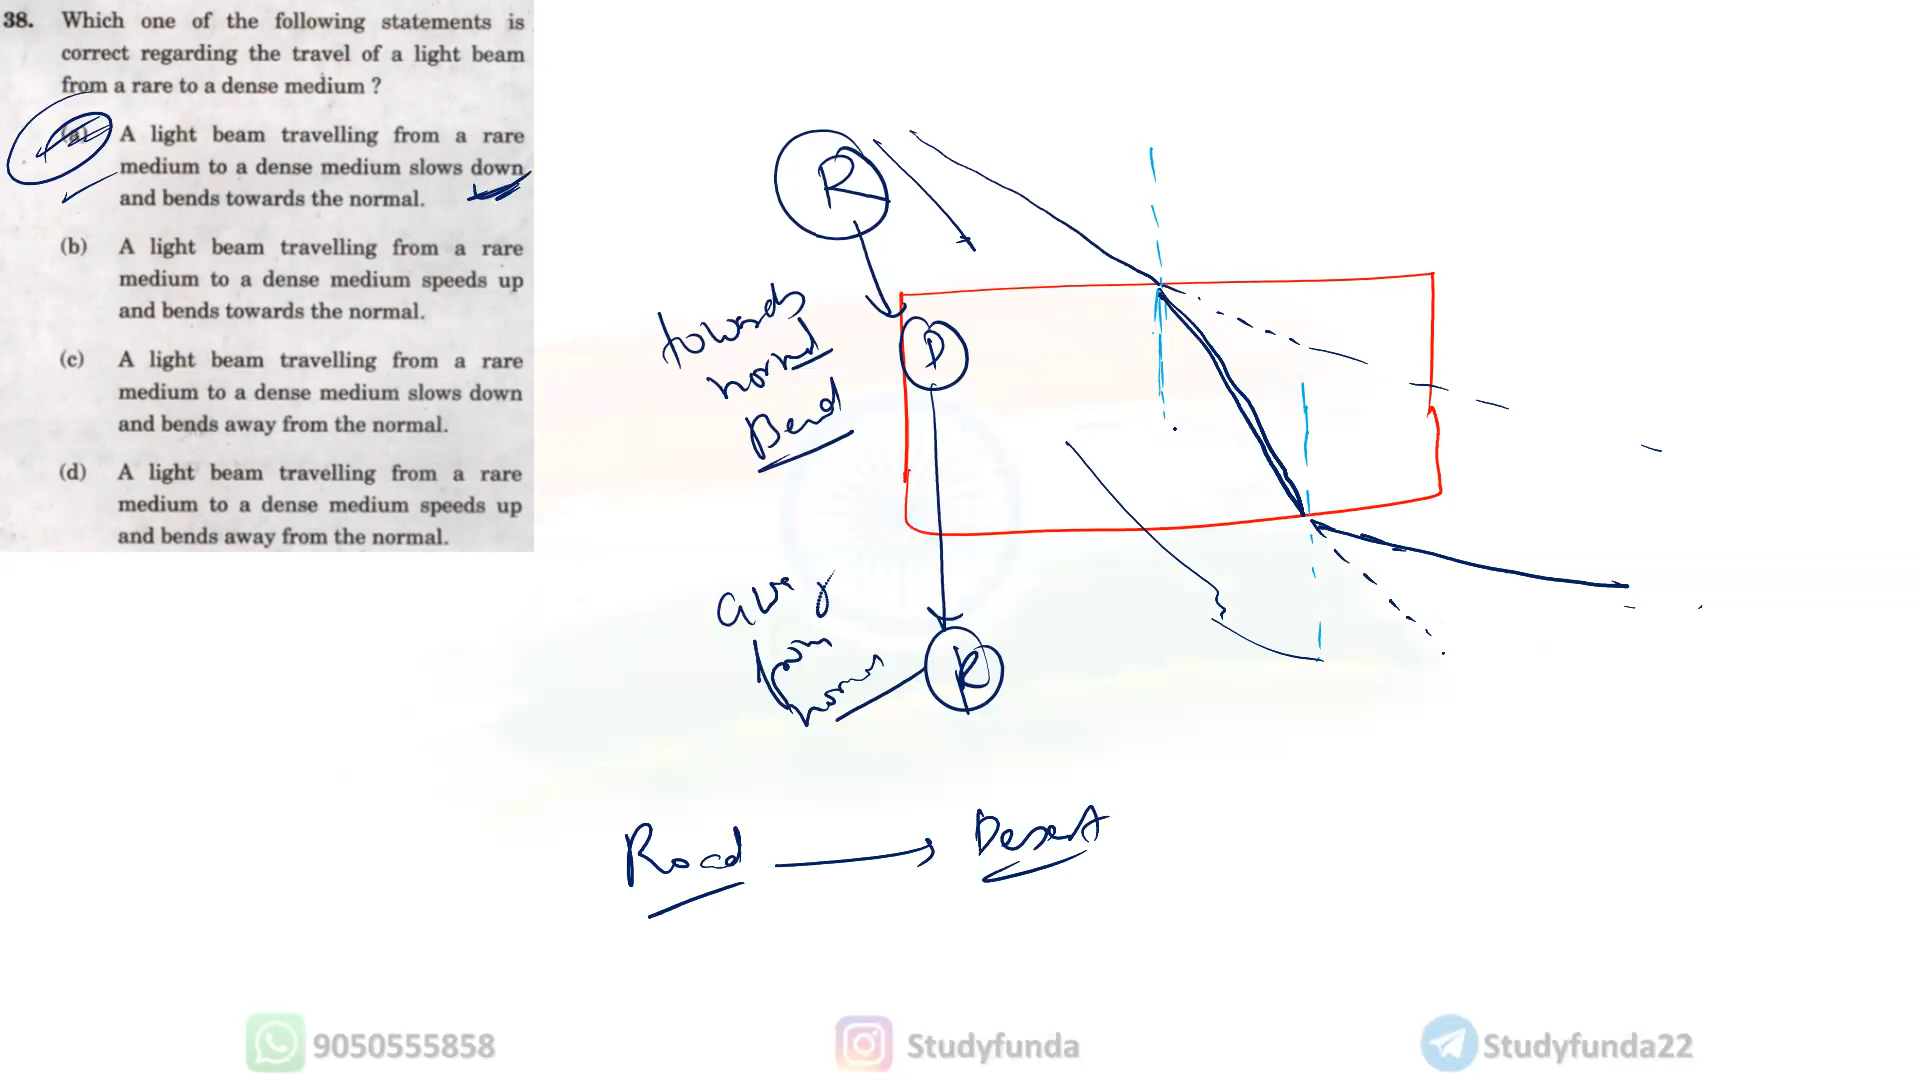 38. Which one of the following statements is
correct regarding the travel of a light beam
from a rare to a dense medium ?
(a) A light beam travelling from a rare
medium to a dense medium slows down
and bends towards the normal.
(b) A light beam travelling from a rare
medium to a dense medium speeds up
and bends towards the normal.
(c) A light beam travelling from a rare
medium to a dense medium slows down
and bends away from the normal.
(d) A light beam travelling from a rare
medium to a dense medium speeds up
and bends away from the normal.
R
towards
Bend
D
R
Road
Desert
9050555858
Studyfunda
Studyfunda22